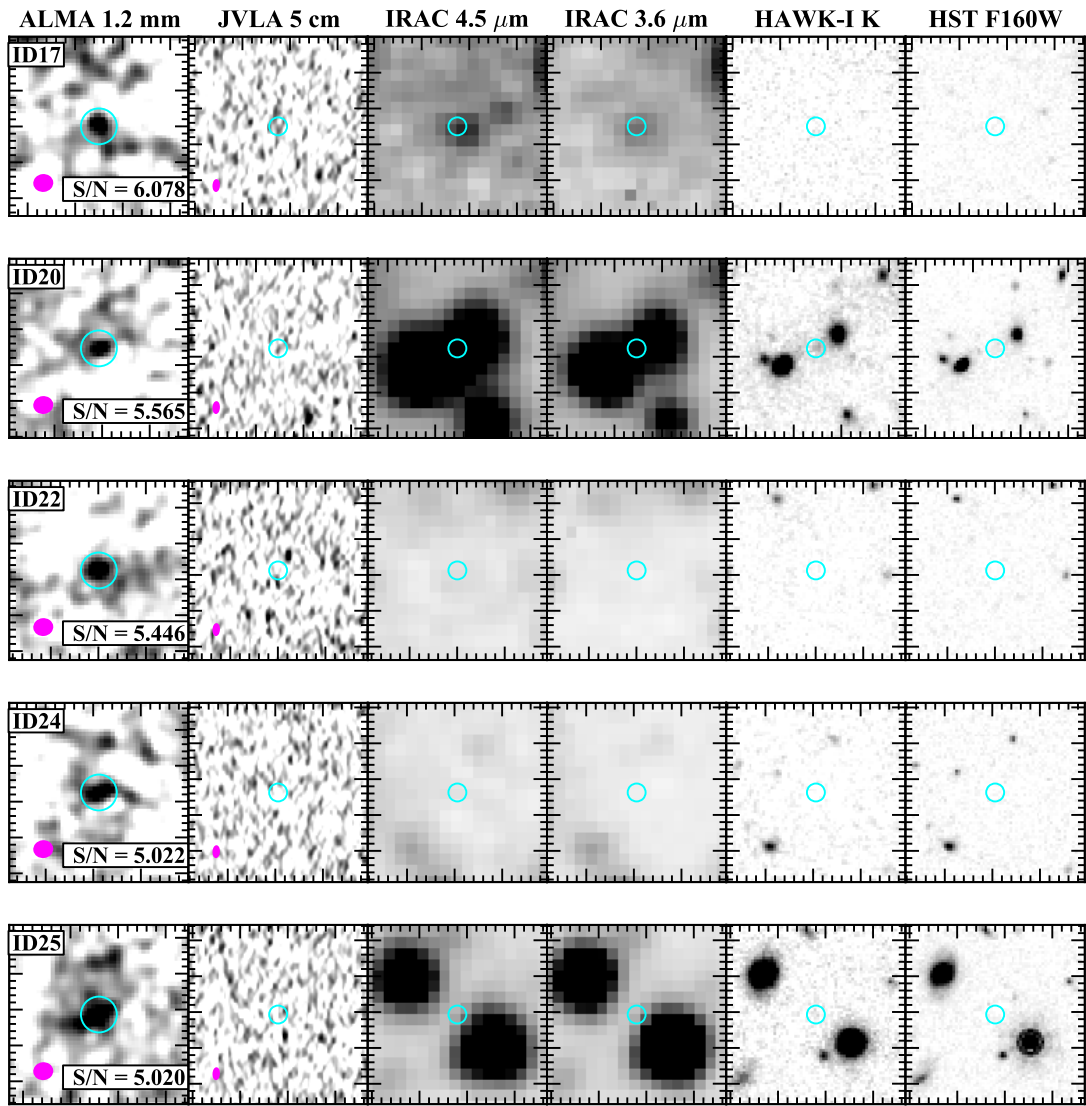 ALMA 1.2 mm JVLA 5 cm IRAC 4.5 μm IRAC 3.6 μm HAWK-I K HST F160W
ID17
S/N = 6.078
ID20
S/N = 5.565
ID22
S/N = 5.446
ID24
S/N = 5.022
ID25
S/N = 5.020